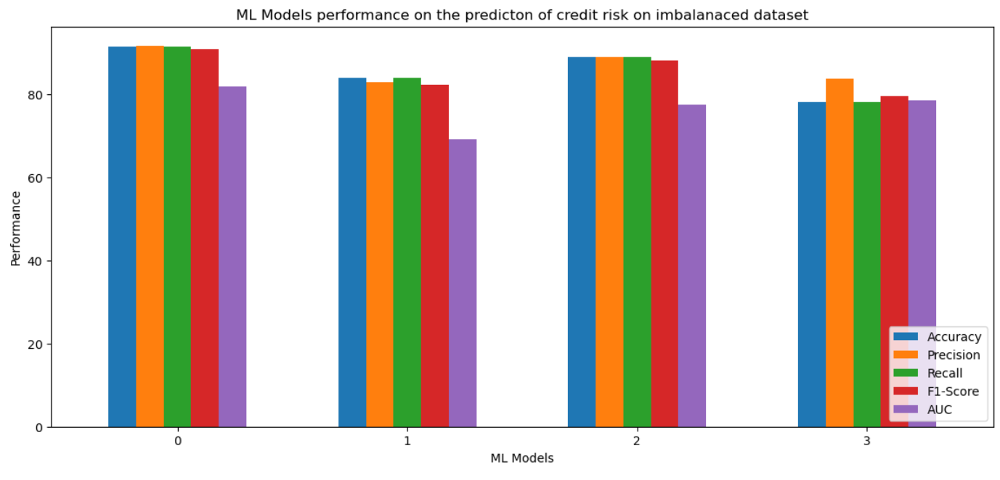 ML Models performance on the predicton of credit risk on imbalanaced dataset
Performance
80
60
40
20
0
0 1 2 3
ML Models
Accuracy
Precision
Recall
F1-Score
AUC